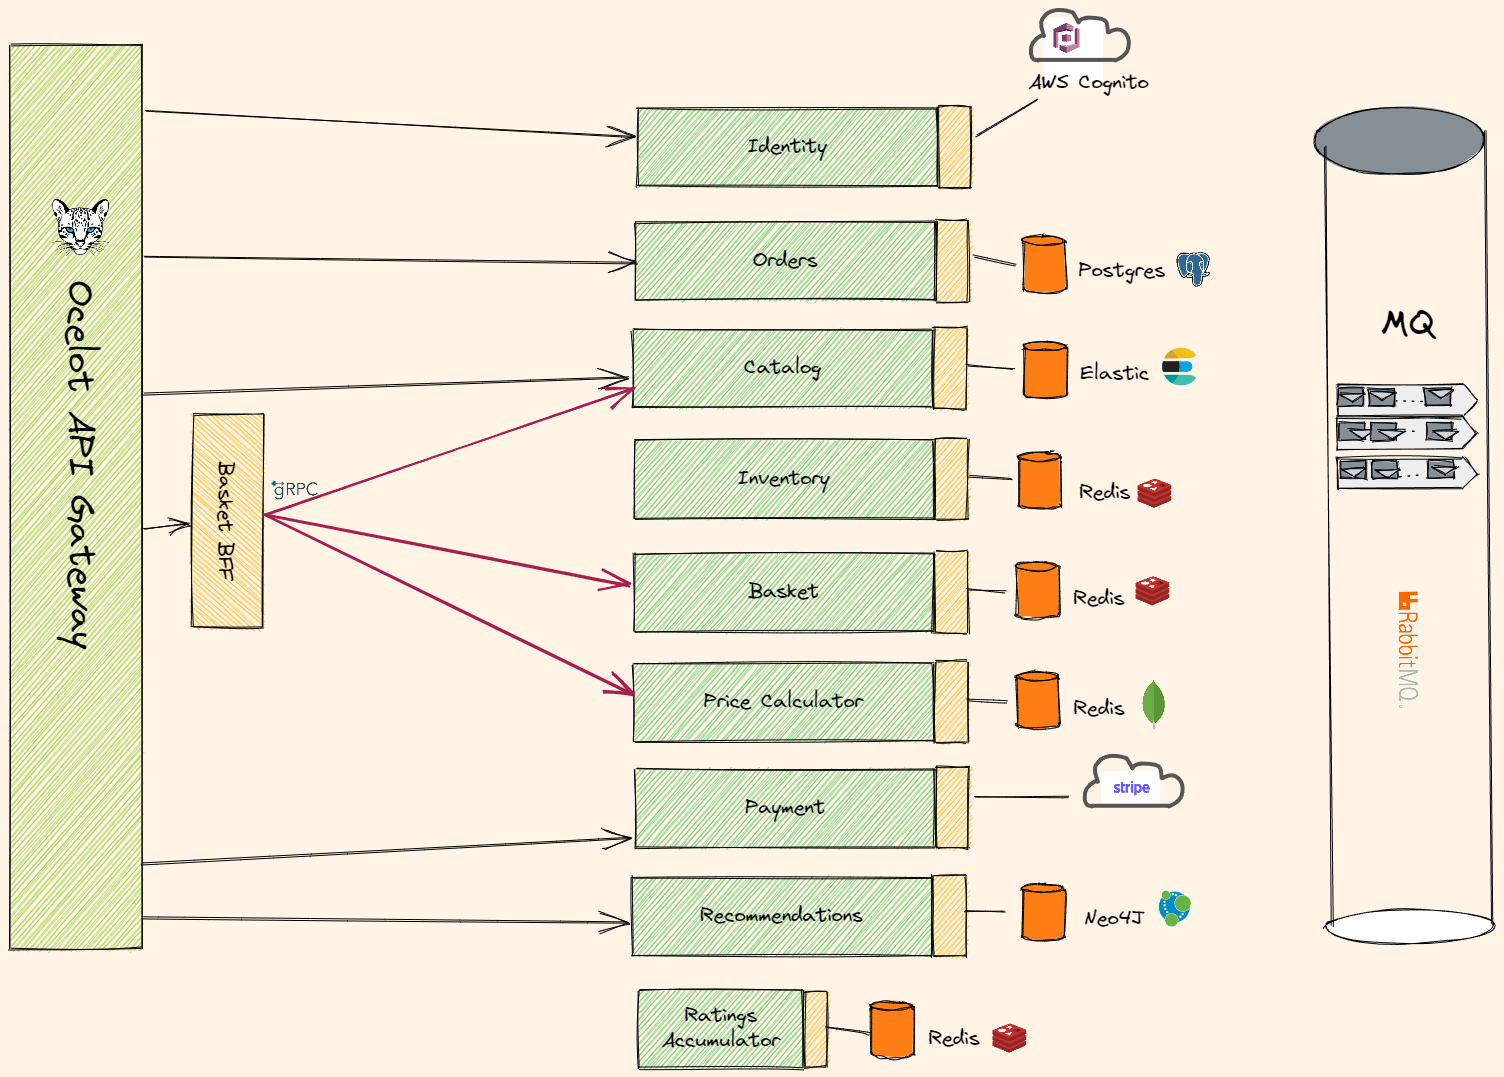 Ocelot API Gateway
Basket BFF
gRPC
AWS Cognito
Identity
Orders
Postgres
Catalog
Elastic
Inventory
Redis
Basket
Redis
Price Calculator
Redis
Payment
stripe
Recommendations
Neo4J
Ratings
Accumulator
Redis
MQ
RabbitMQ